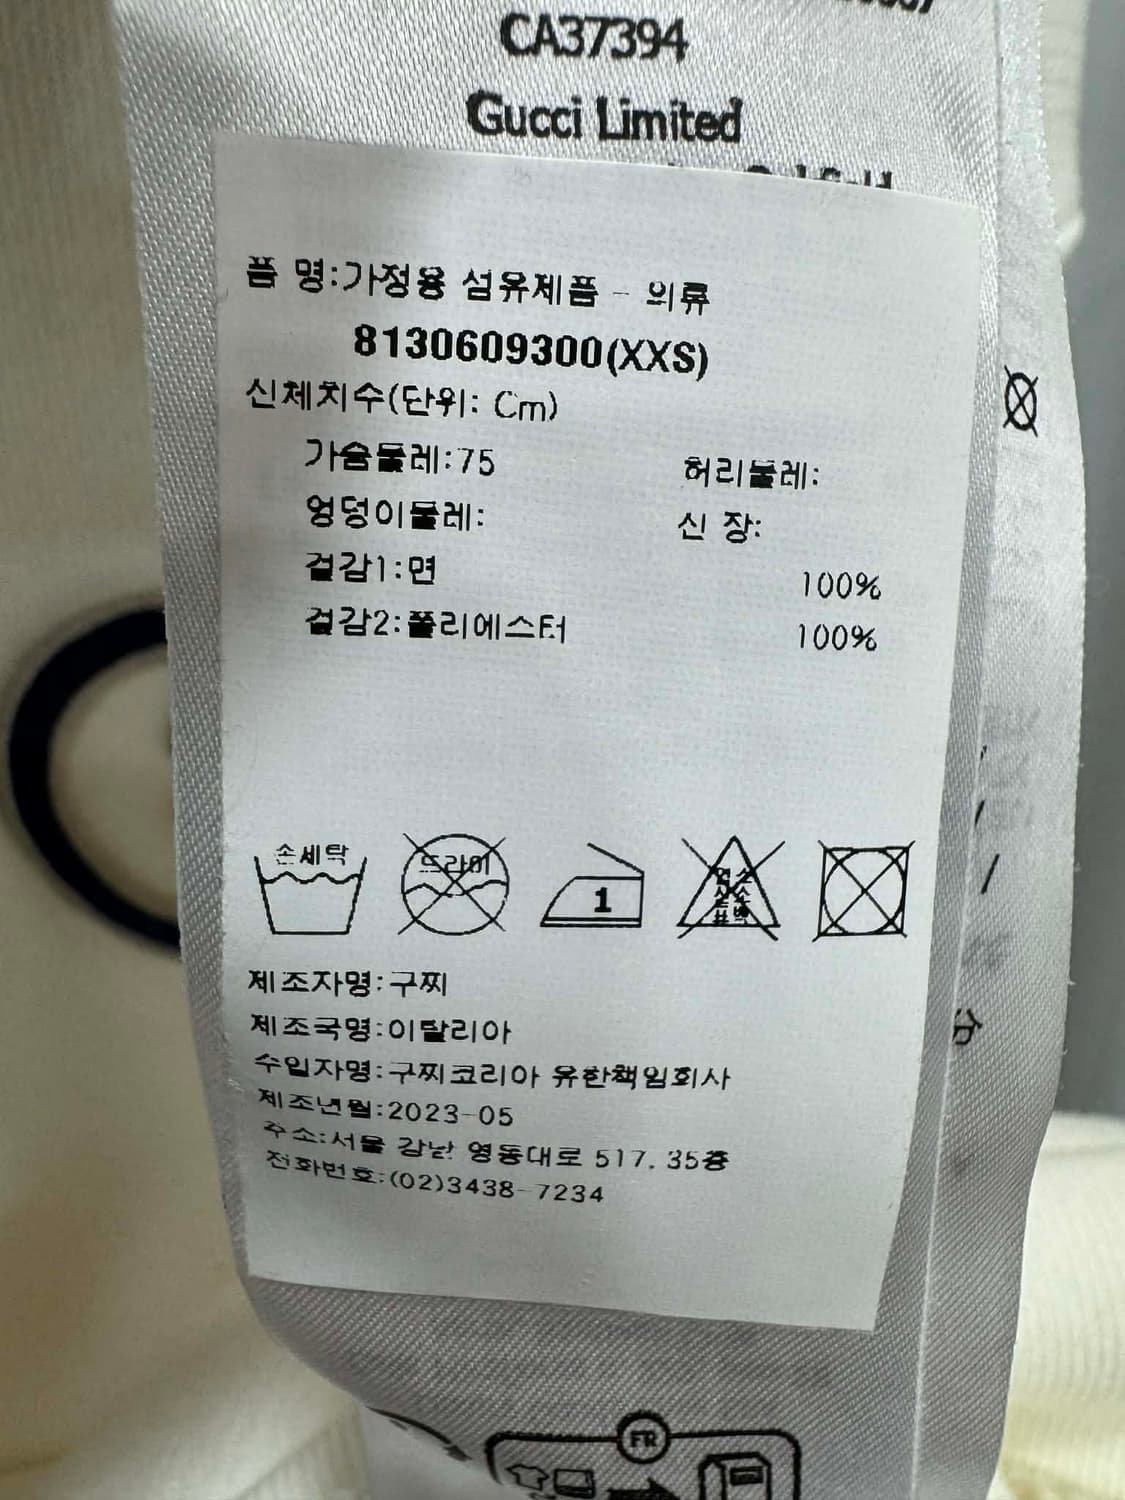 CA37394
Gucci Limited
품 명:가정용 섬유제품 - 의류
8130609300(XXS)
신체치수(단위: Cm)
가슴둘레:75 허리둘레:
엉덩이둘레: 신 장:
겉감1:면 100%
겉감2:폴리에스터 100%
손세탁
드라이
1
염소
표백
제조자명:구찌
제조국명:이탈리아
수입자명:구찌코리아 유한책임회사
제조년월:2023-05
주소:서울 강남 영동대로 517. 35층
전화번호:(02)3438-7234
FR